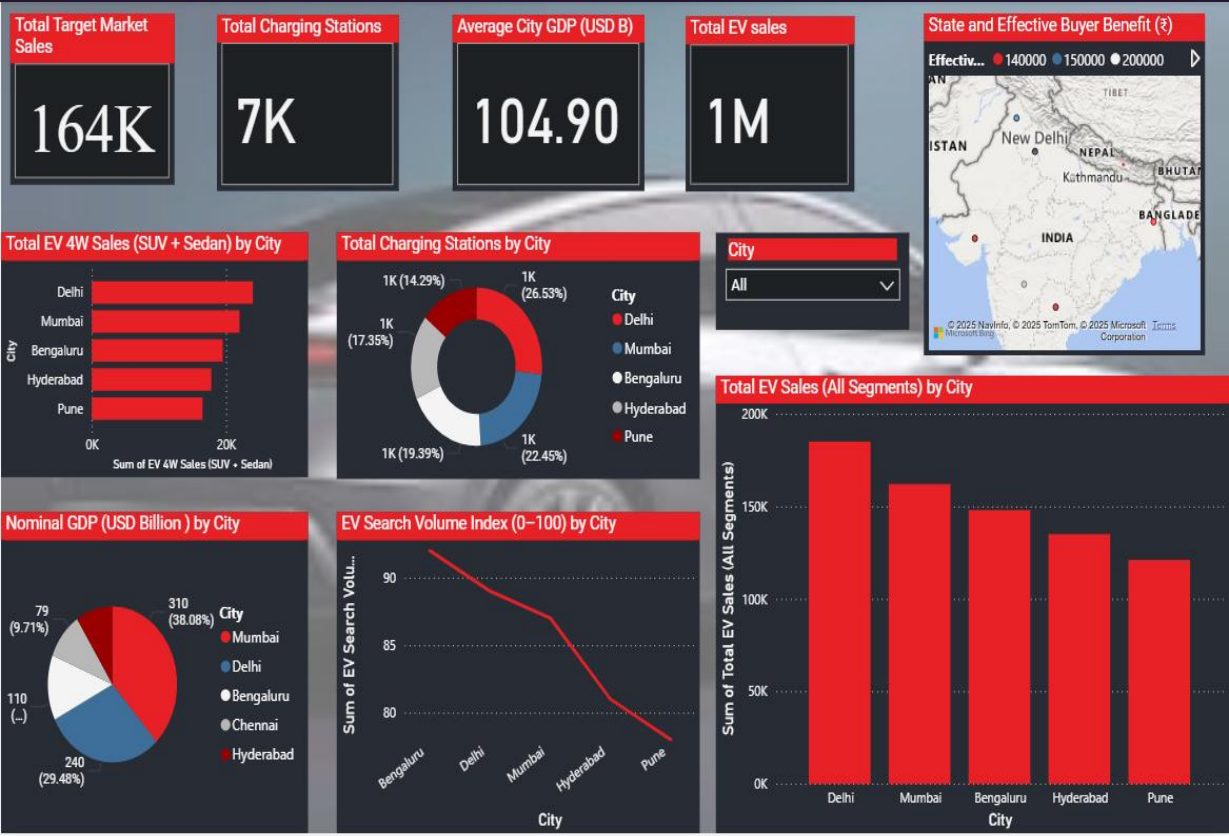 Total Target Market
Sales
164K
Total Charging Stations
7K
Average City GDP (USD B)
104.90
Total EV sales
1M
State and Effective Buyer Benefit (₹)
Effectiv... 140000 150000 200000
AN
TIBET
ISTAN
New Delhi
NEPAL
Kathmandu
BHUTA
BANGLADE
INDIA
© 2025 NavInfo, © 2025 TomTom, © 2025 Microsoft Terms
Microsoft Bing
Corporation
Total EV 4W Sales (SUV + Sedan) by City
City
Delhi
Mumbai
Bengaluru
Hyderabad
Pune
0K 20K
Sum of EV 4W Sales (SUV + Sedan)
Total Charging Stations by City
1K (14.29%)
1K
(26.53%)
1K
(17.35%)
1K (19.39%)
1K
(22.45%)
City
Delhi
Mumbai
Bengaluru
Hyderabad
Pune
City
All
Nominal GDP (USD Billion ) by City
79
(9.71%)
310
(38.08%)
110
(...)
240
(29.48%)
City
Mumbai
Delhi
Bengaluru
Chennai
Hyderabad
EV Search Volume Index (0–100) by City
Sum of EV Search Volu...
90
85
80
Bengaluru
Delhi
Mumbai
Hyderabad
Pune
City
Total EV Sales (All Segments) by City
Sum of Total EV Sales (All Segments)
200K
150K
100K
50K
0K
Delhi Mumbai Bengaluru Hyderabad Pune
City